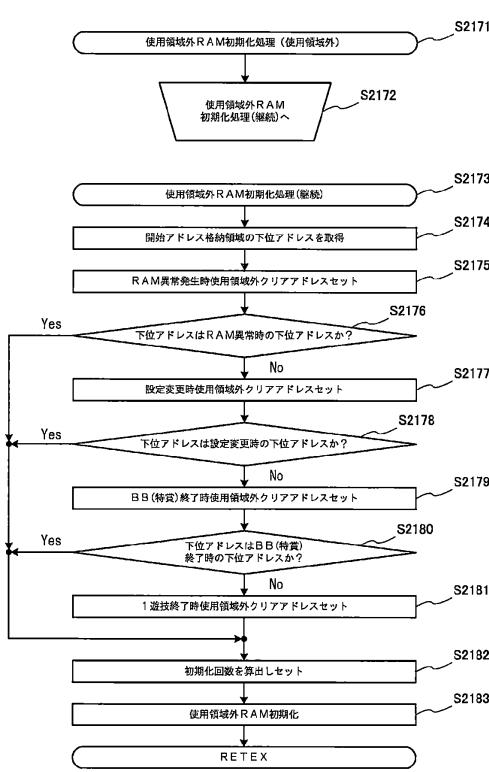 使用領域外ＲＡＭ初期化処理（使用領域外）
S2171
使用領域外ＲＡＭ
初期化処理(継続)へ
S2172
使用領域外ＲＡＭ初期化処理(継続)
S2173
開始アドレス格納領域の下位アドレスを取得
S2174
ＲＡＭ異常発生時使用領域外クリアアドレスセット
S2175
下位アドレスはＲＡＭ異常時の下位アドレスか？
S2176
Yes
No
設定変更時使用領域外クリアアドレスセット
S2177
下位アドレスは設定変更時の下位アドレスか？
S2178
Yes
No
ＢＢ(特賞)終了時使用領域外クリアアドレスセット
S2179
下位アドレスはＢＢ(特賞)
終了時の下位アドレスか？
S2180
Yes
No
１遊技終了時使用領域外クリアアドレスセット
S2181
初期化回数を算出しセット
S2182
使用領域外ＲＡＭ初期化
S2183
ＲＥＴＥＸ